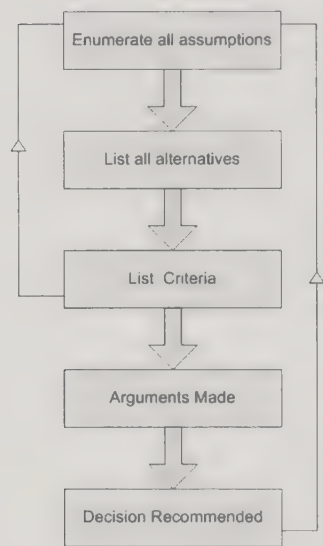 Enumerate all assumptions
List all alternatives
List Criteria
Arguments Made
Decision Recommended